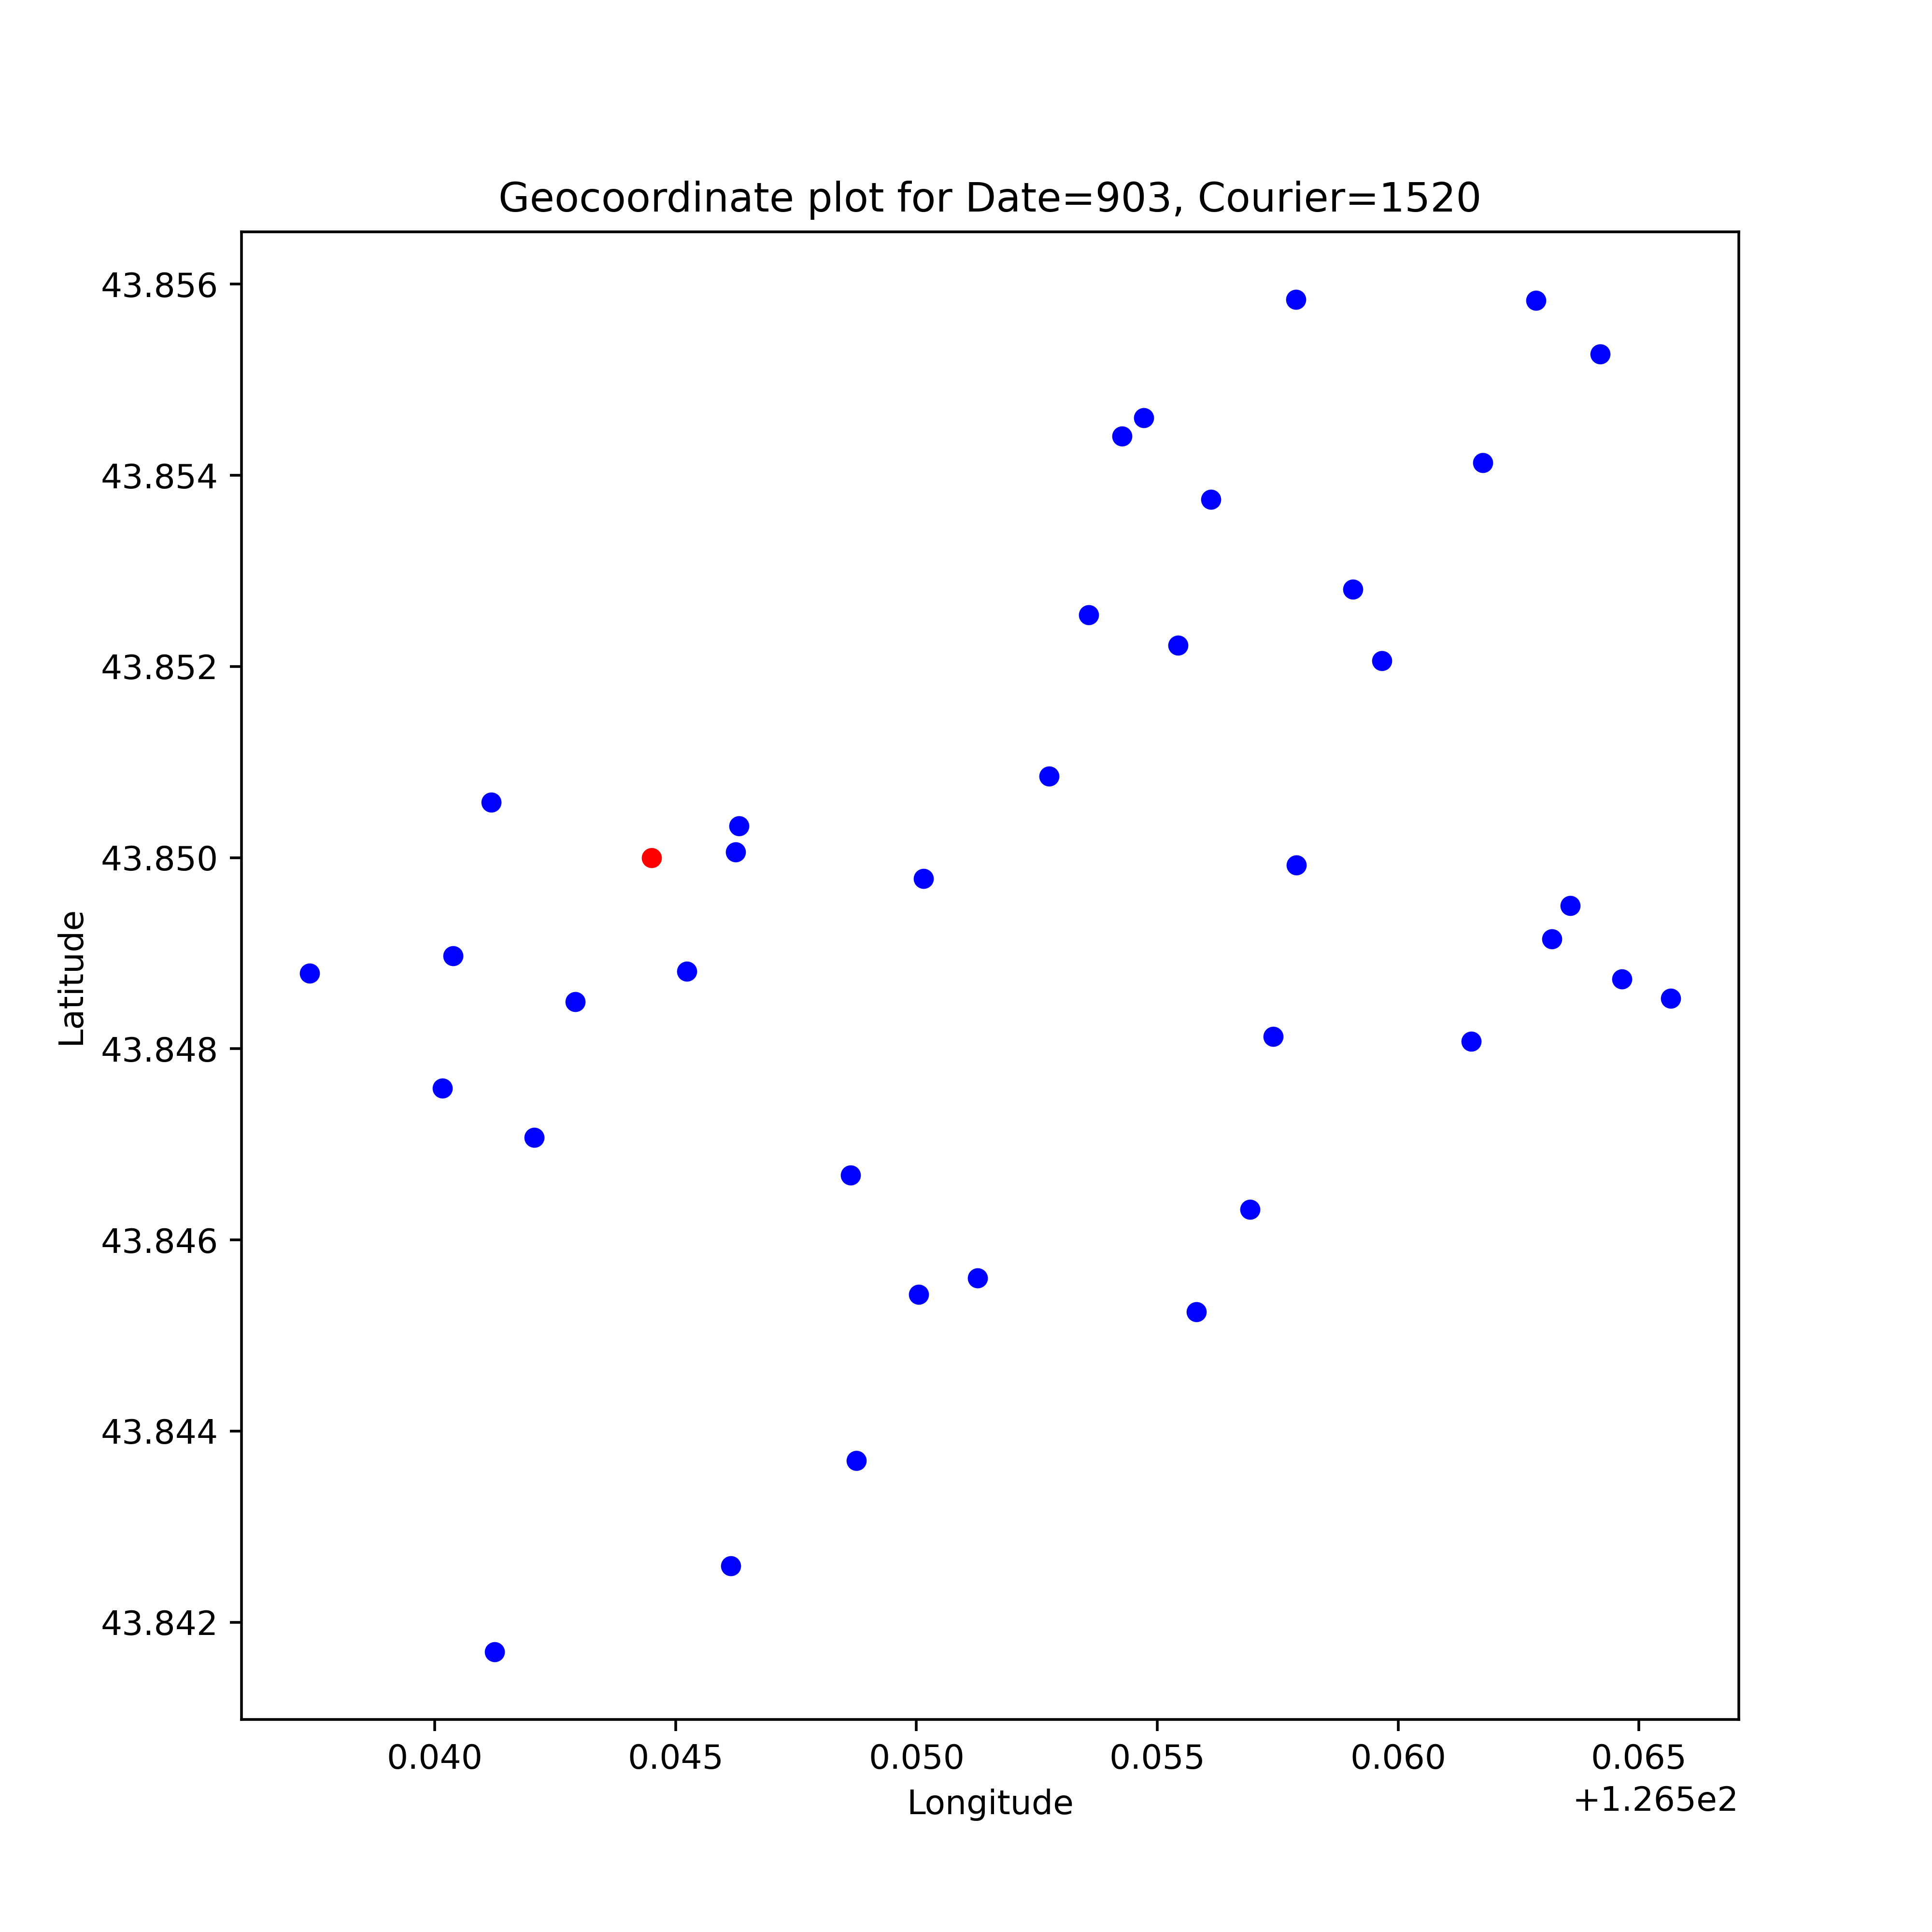 Geocoordinate plot for Date=903, Courier=1520
43.856
43.854
43.852
43.850
43.848
43.846
43.844
43.842
Latitude
0.040 0.045 0.050 0.055 0.060 0.065
Longitude
+1.265e2